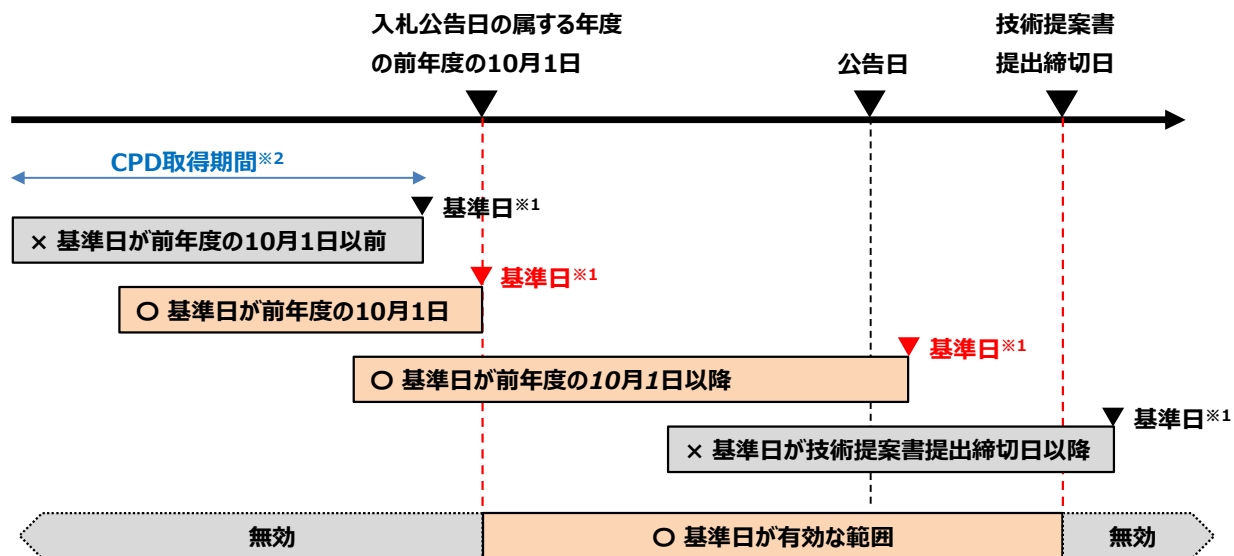 入札公告日の属する年度
の前年度の10月1日
公告日
技術提案書
提出締切日
CPD取得期間※2
基準日※1
× 基準日が前年度の10月1日以前
基準日※1
〇 基準日が前年度の10月1日
基準日※1
〇 基準日が前年度の10月1日以降
基準日※1
× 基準日が技術提案書提出締切日以降
無効
〇 基準日が有効な範囲
無効